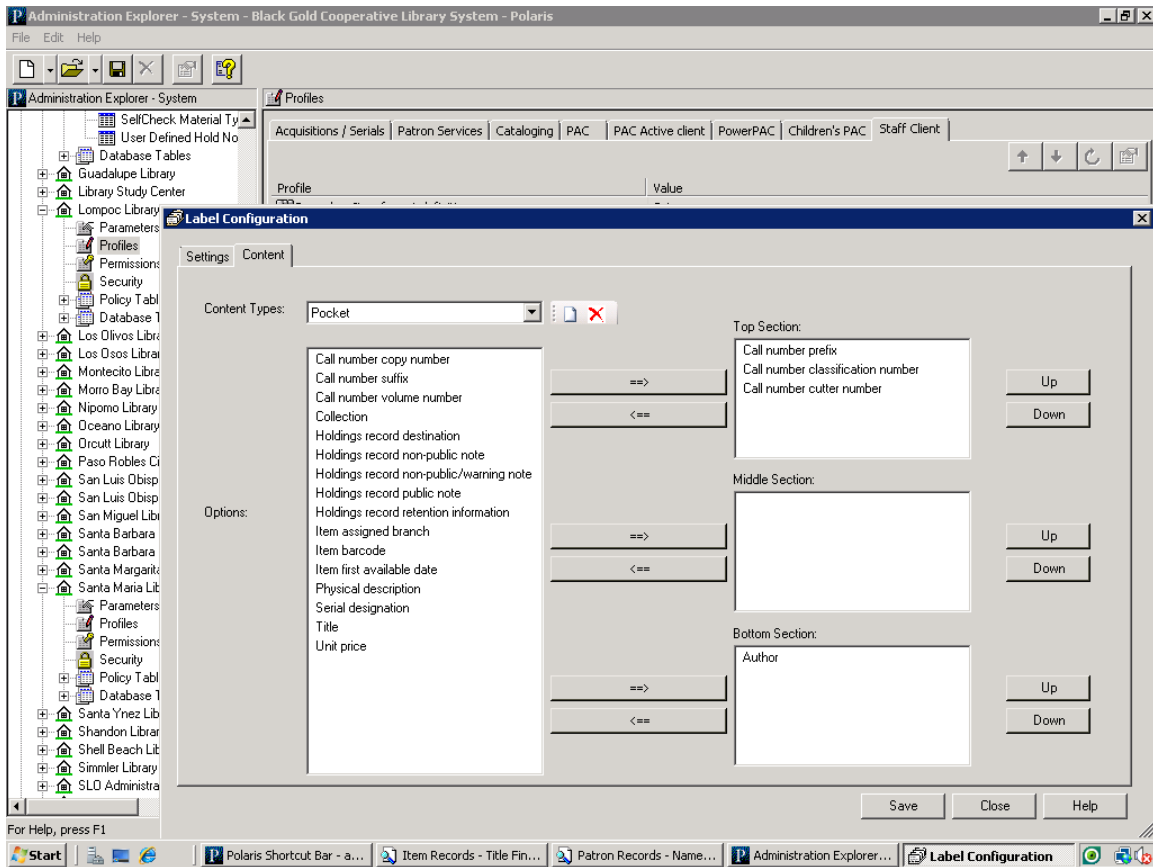 Administration Explorer - System - Black Gold Cooperative Library System - Polaris
File Edit Help
Administration Explorer - System
Profiles
SelfCheck Material Ty
User Defined Hold No
Database Tables
Guadalupe Library
Library Study Center
Lompoc Library
Parameters
Profiles
Permissions
Security
Policy Tabl
Database T
Los Olivos Libra
Los Osos Librar
Montecito Libra
Morro Bay Libra
Nipomo Library
Oceano Library
Orcutt Library
Paso Robles Ci
San Luis Obisp
San Luis Obisp
San Miguel Libr
Santa Barbara
Santa Barbara
Santa Margarita
Santa Maria Lib
Parameters
Profiles
Permissions
Security
Policy Tabl
Database T
Santa Ynez Lib
Shandon Librar
Shell Beach Lib
Simmler Library
SLO Administra
Acquisitions / Serials Patron Services Cataloging PAC PAC Active client PowerPAC Children's PAC Staff Client
Profile Value
Label Configuration
Settings Content
Content Types: Pocket
Options:
Call number copy number
Call number suffix
Call number volume number
Collection
Holdings record destination
Holdings record non-public note
Holdings record non-public/warning note
Holdings record public note
Holdings record retention information
Item assigned branch
Item barcode
Item first available date
Physical description
Serial designation
Title
Unit price
==>
<==
Top Section:
Call number prefix
Call number classification number
Call number cutter number
Up
Down
==>
<==
Middle Section:
Up
Down
==>
<==
Bottom Section:
Author
Up
Down
Save Close Help
For Help, press F1
Start Polaris Shortcut Bar - a... Item Records - Title Fin... Patron Records - Name... Administration Explorer... Label Configuration